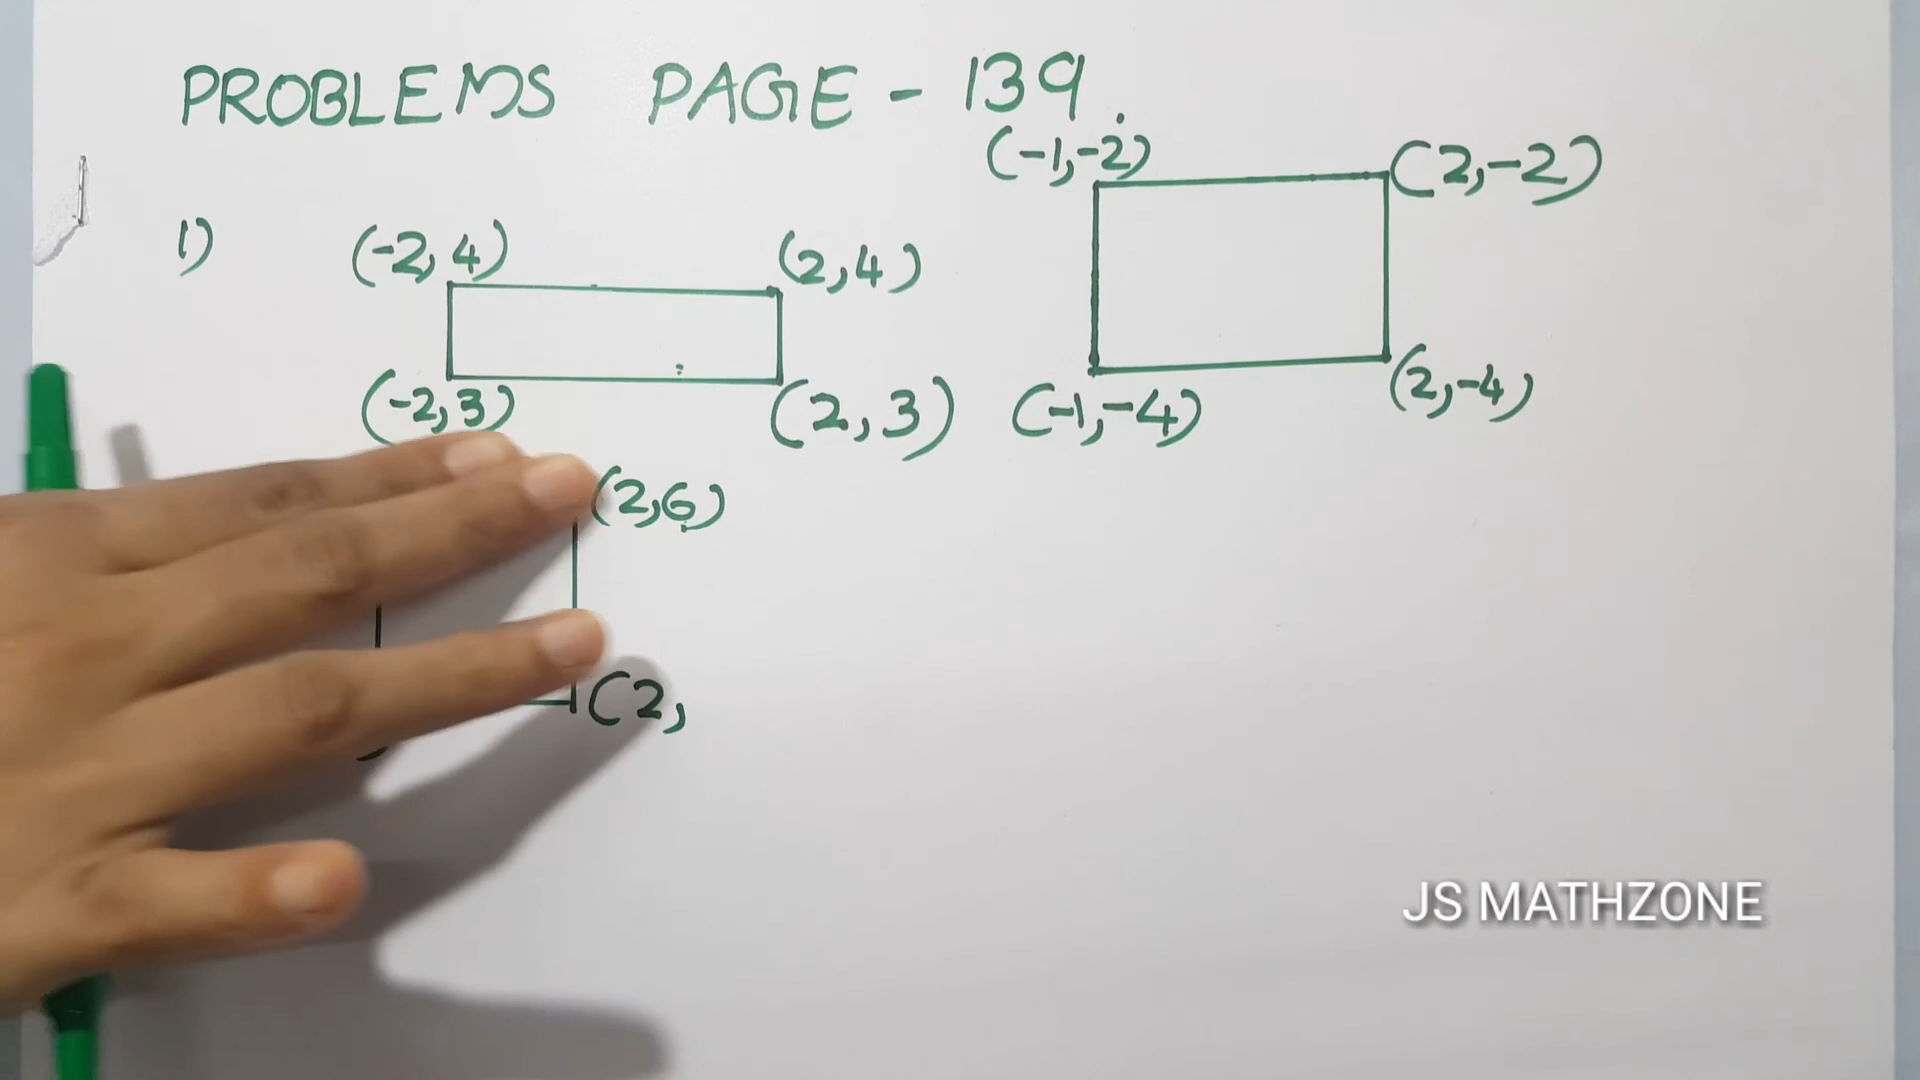 PROBLEMS PAGE - 139.
(-1,-2) (2,-2)
1) (-2,4) (2,4)
(-2,3) (2,3) (-1,-4) (2,-4)
(2,6)
(2,
JS MATHZONE